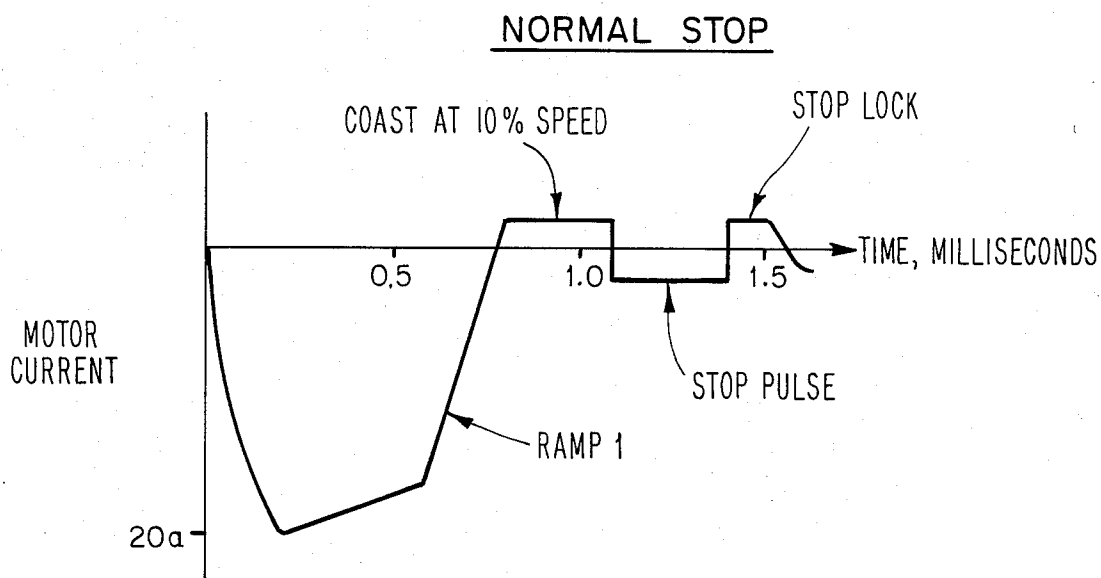 NORMAL STOP
COAST AT 10% SPEED
STOP LOCK
TIME, MILLISECONDS
0.5
1.0
1.5
MOTOR
CURRENT
STOP PULSE
RAMP 1
20a